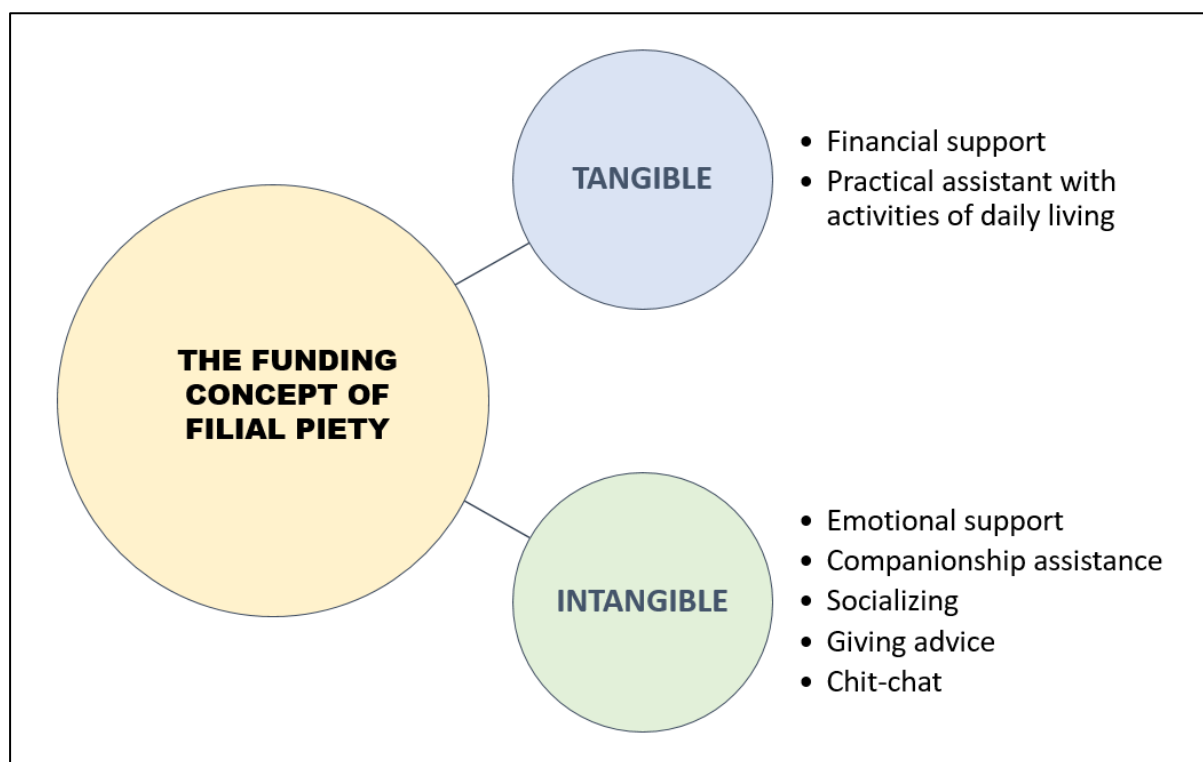 THE FUNDING
CONCEPT OF
FILIAL PIETY
TANGIBLE
• Financial support
• Practical assistant with
activities of daily living
INTANGIBLE
• Emotional support
• Companionship assistance
• Socializing
• Giving advice
• Chit-chat